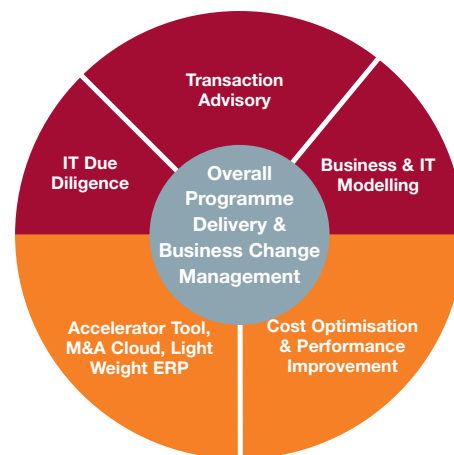 Transaction
Advisory
IT Due
Diligence
Business & IT
Modelling
Overall
Programme
Delivery &
Business Change
Management
Accelerator Tool,
M&A Cloud, Light
Weight ERP
Cost Optimisation
& Performance
Improvement